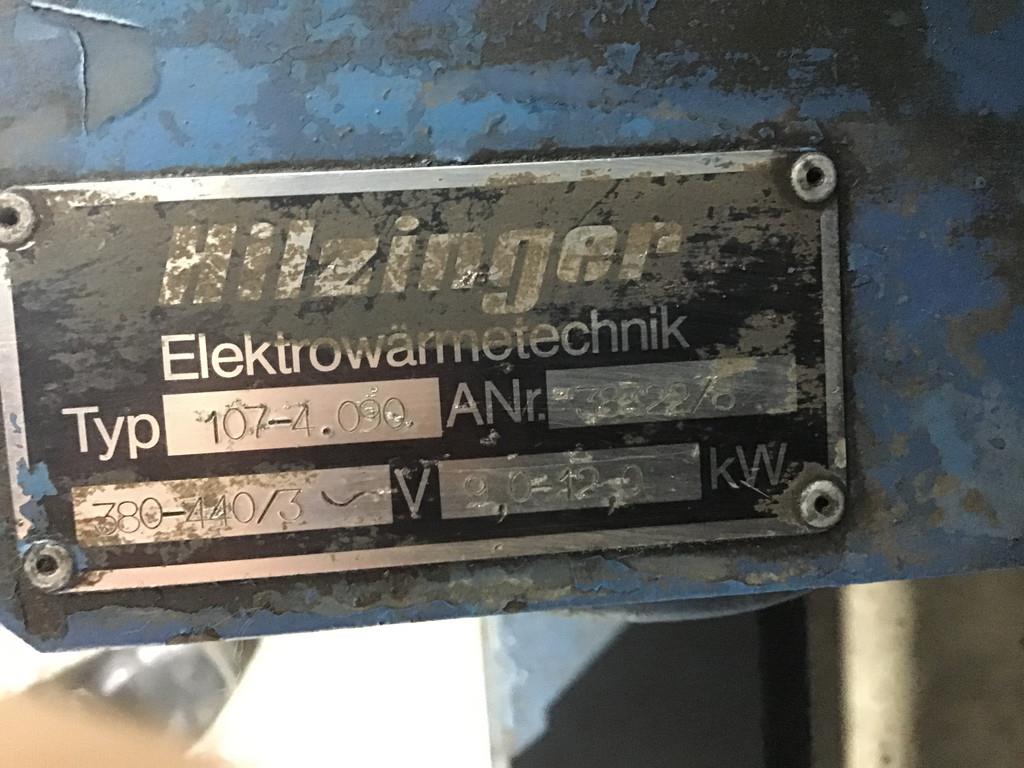 Hilzinger
Elektrowärmetechnik
Typ 107-4.090 ANr.
380-440/3 ~ V 9,0-12,0 kW